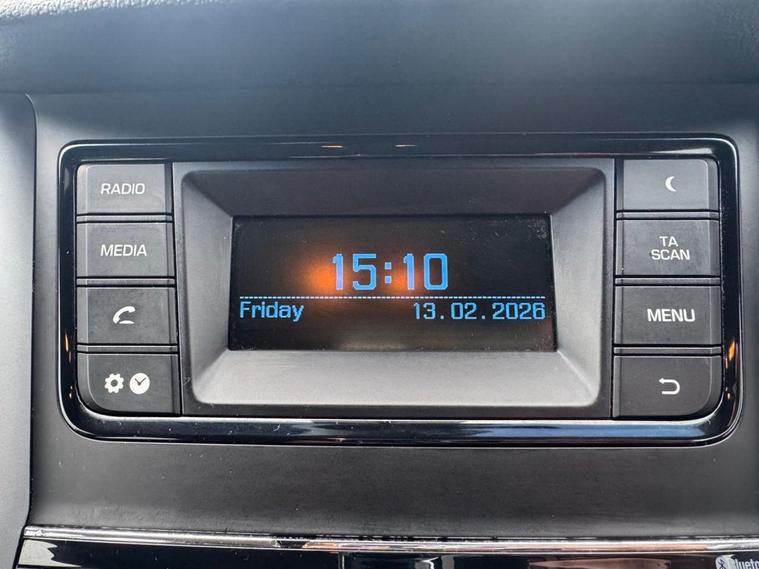 RADIO
MEDIA
15:10
Friday 13.02.2026
TA
SCAN
MENU